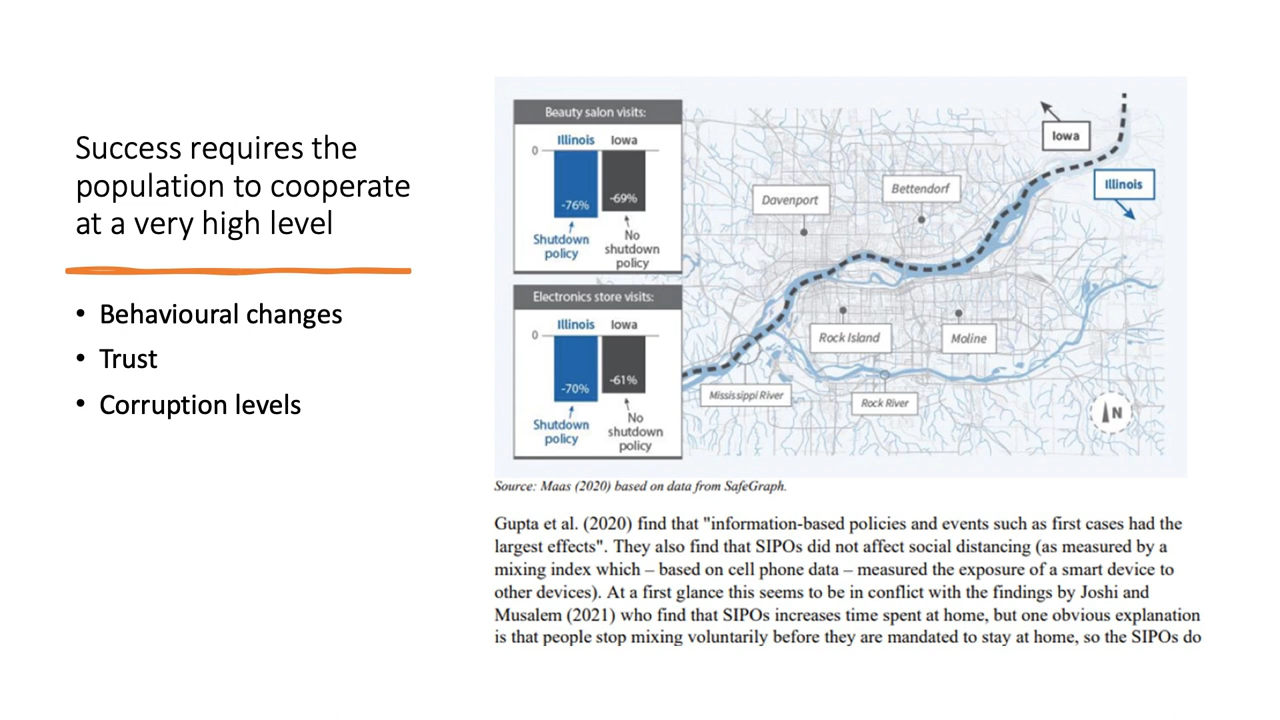 Success requires the
population to cooperate
at a very high level
• Behavioural changes
• Trust
• Corruption levels
Beauty salon visits:
Illinois Iowa
0
-76% -69%
Shutdown
policy
No
shutdown
policy
Electronics store visits:
Illinois Iowa
0
-70% -61%
Shutdown
policy
No
shutdown
policy
Iowa
Illinois
Bettendorf
Davenport
Rock Island
Moline
Mississippi River
Rock River
N
Source: Maas (2020) based on data from SafeGraph.
Gupta et al. (2020) find that "information-based policies and events such as first cases had the
largest effects". They also find that SIPOs did not affect social distancing (as measured by a
mixing index which – based on cell phone data – measured the exposure of a smart device to
other devices). At a first glance this seems to be in conflict with the findings by Joshi and
Musalem (2021) who find that SIPOs increases time spent at home, but one obvious explanation
is that people stop mixing voluntarily before they are mandated to stay at home, so the SIPOs do